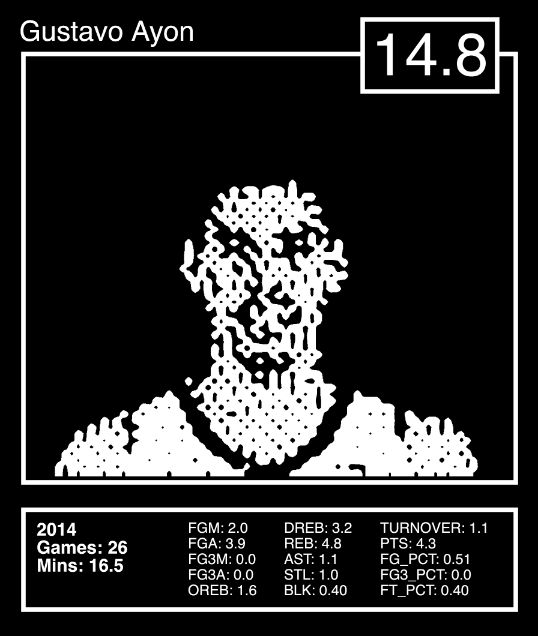 Gustavo Ayon
14.8
2014
Games: 26
Mins: 16.5
FGM: 2.0
FGA: 3.9
FG3M: 0.0
FG3A: 0.0
OREB: 1.6
DREB: 3.2
REB: 4.8
AST: 1.1
STL: 1.0
BLK: 0.40
TURNOVER: 1.1
PTS: 4.3
FG_PCT: 0.51
FG3_PCT: 0.0
FT_PCT: 0.40